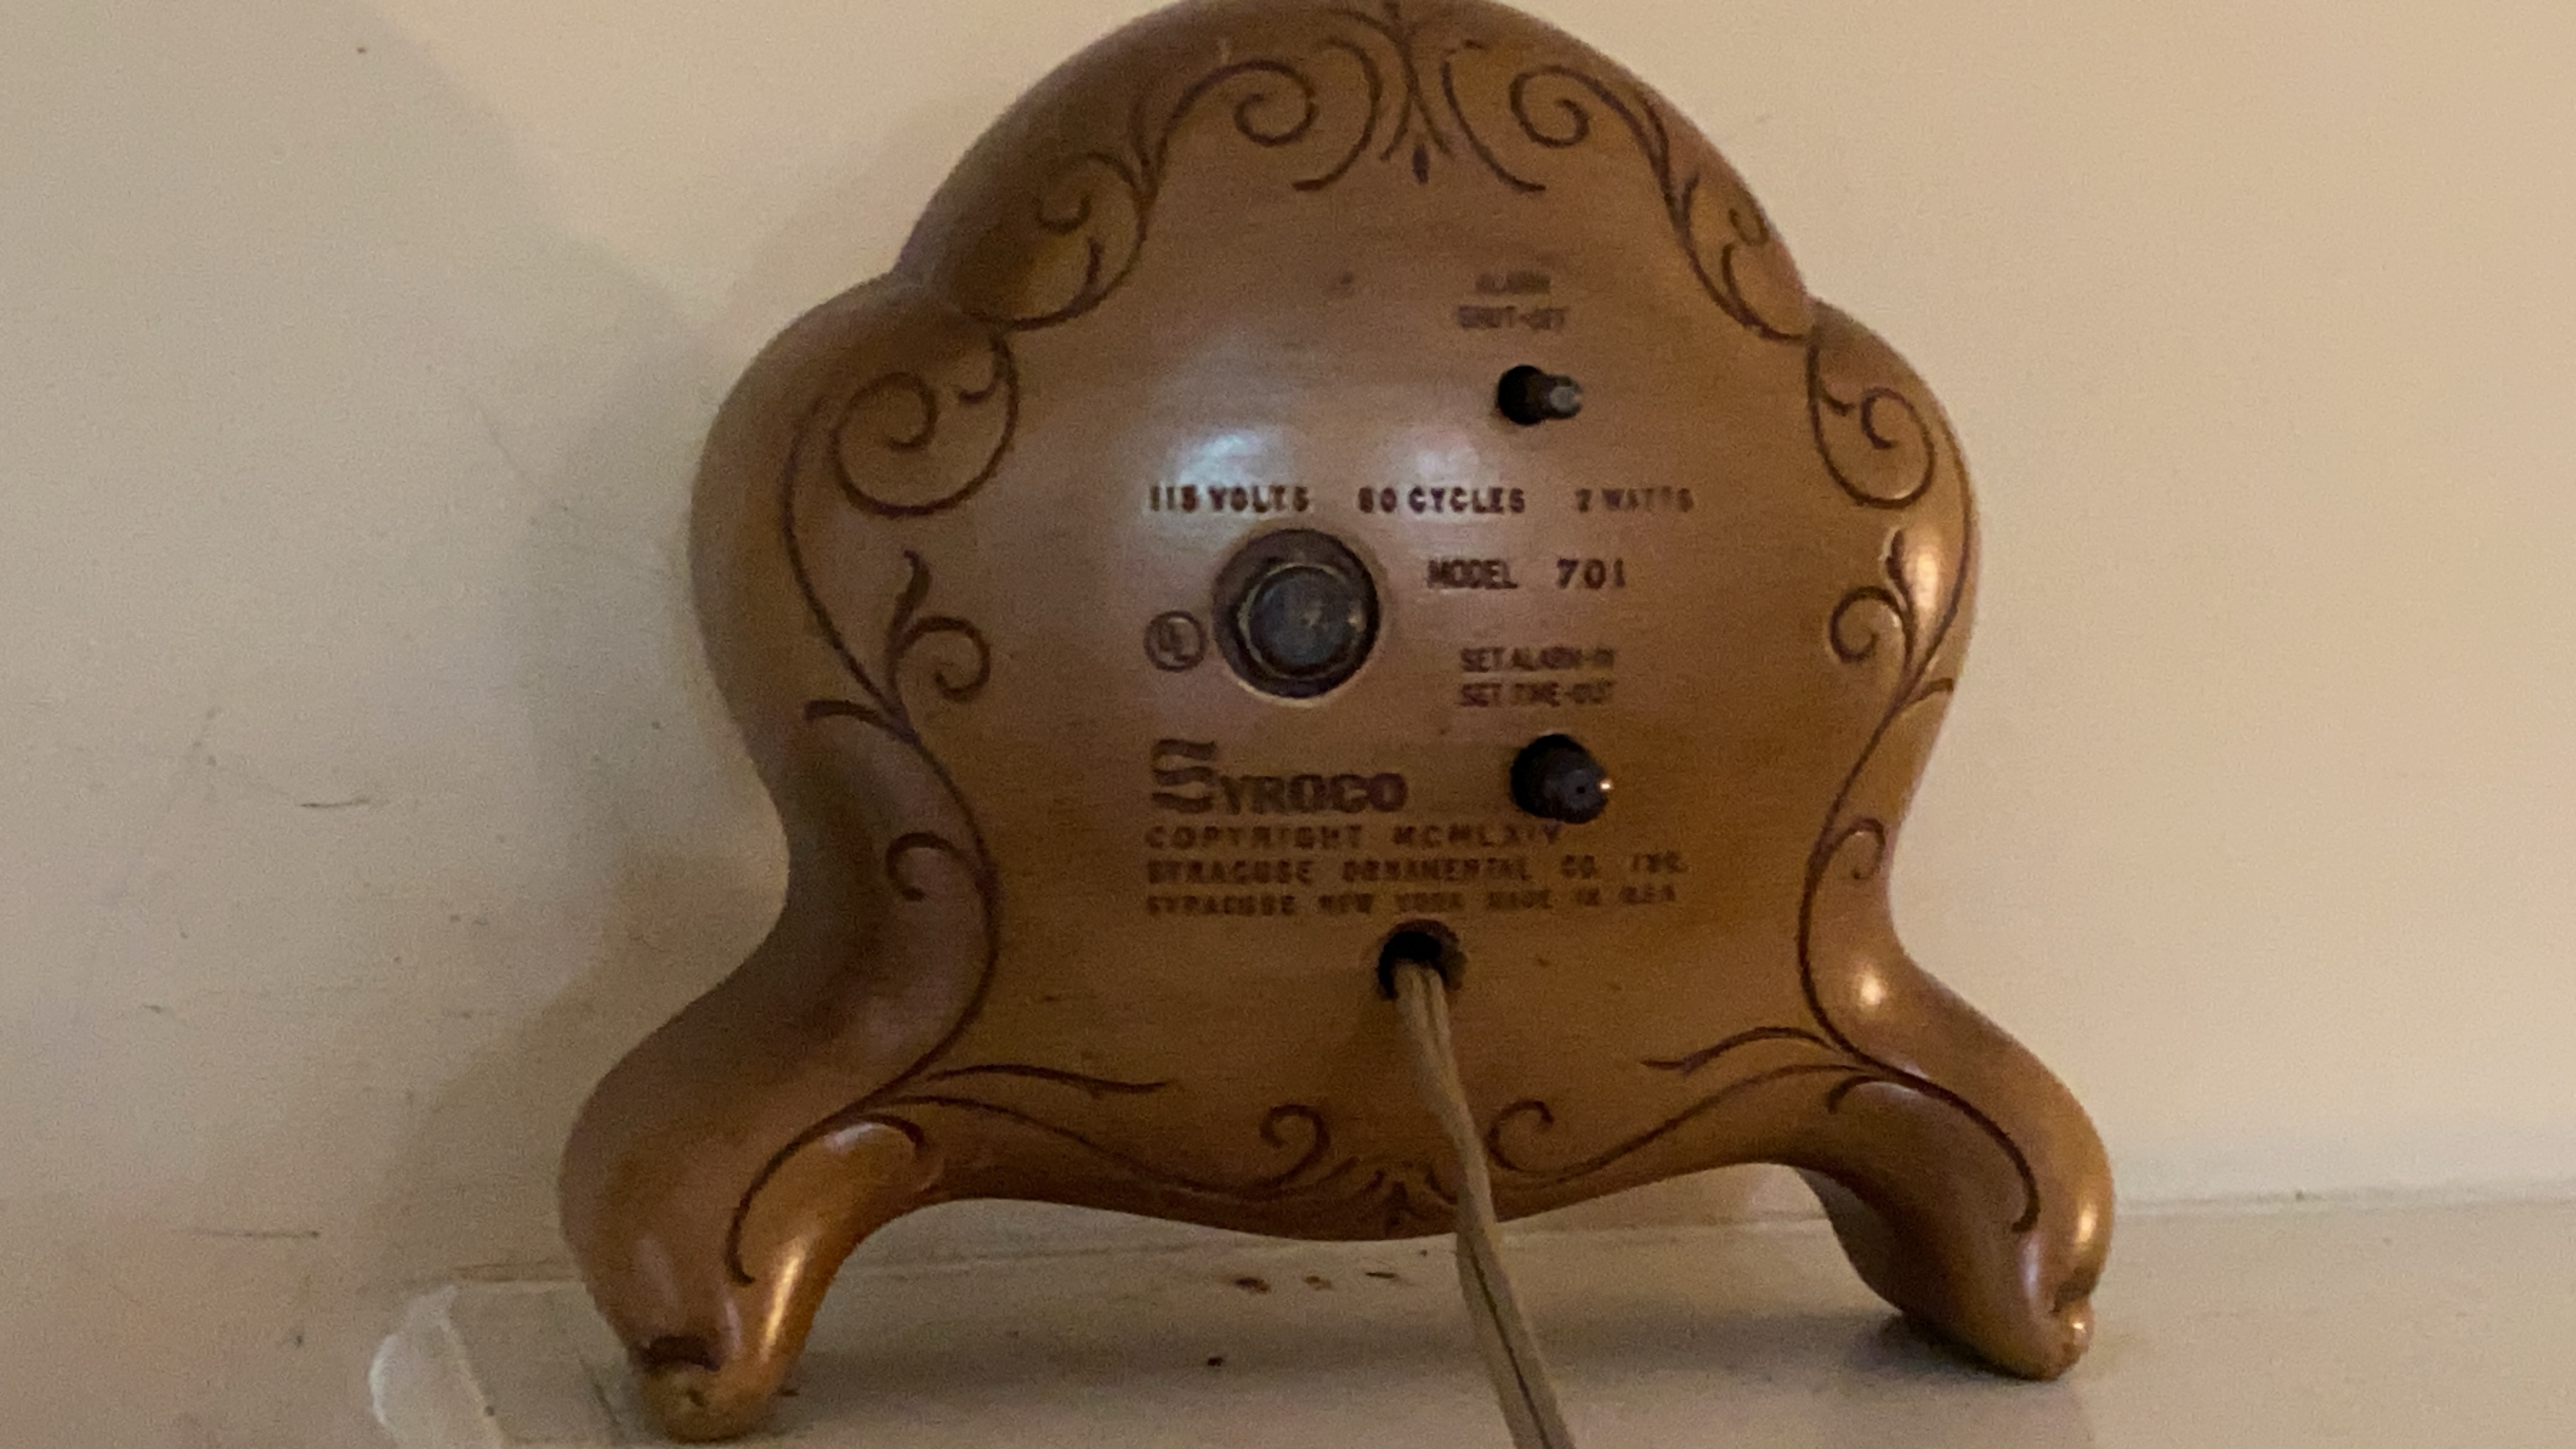 ALARM
SHUT-OFF
115 VOLTS 60 CYCLES 2 WATTS
MODEL 701
UL
SET ALARM-IN
SET TIME-OUT
SYROCO
COPYRIGHT MCMLXIV
SYRACUSE ORNAMENTAL CO. INC.
SYRACUSE NEW YORK MADE IN USA